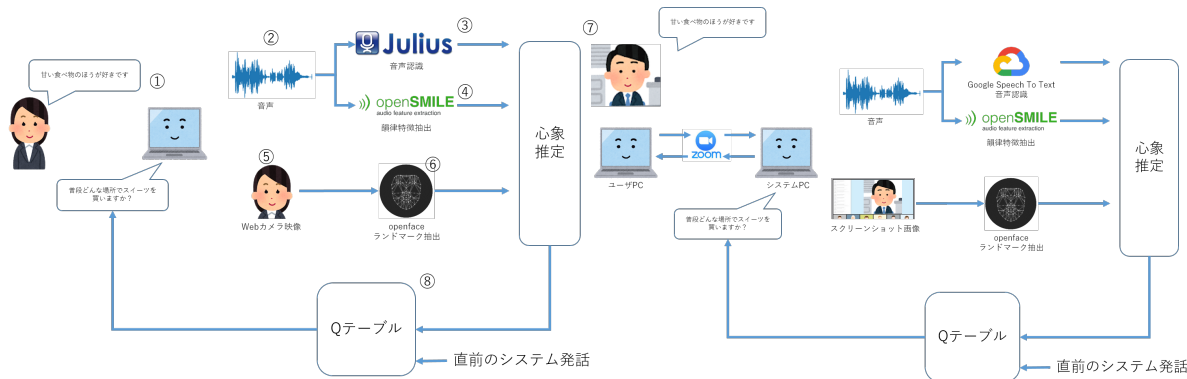 ①
甘い食べ物のほうが好きです
普段どんな場所でスイーツを
買いますか？
②
音声
③
Julius
音声認識
④
openSMILE
audio feature extraction
韻律特徴抽出
⑤
Webカメラ映像
⑥
openface
ランドマーク抽出
心象
推定
⑧
Qテーブル
直前のシステム発話
⑦
甘い食べ物のほうが好きです
ユーザPC
zoom
システムPC
普段どんな場所でスイーツを
買いますか？
音声
Google Speech To Text
音声認識
openSMILE
audio feature extraction
韻律特徴抽出
スクリーンショット画像
openface
ランドマーク抽出
心象
推定
Qテーブル
直前のシステム発話